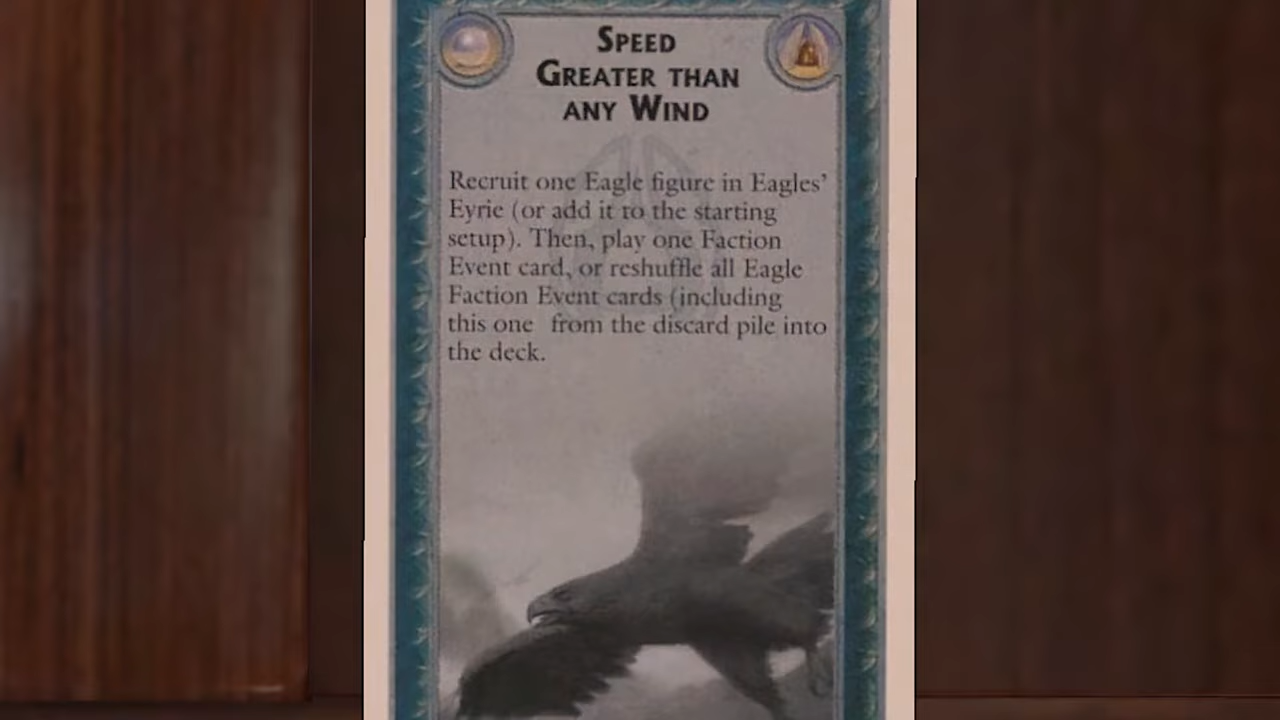 Speed
Greater than
any Wind
Recruit one Eagle figure in Eagles'
Eyrie (or add it to the starting
setup). Then, play one Faction
Event card, or reshuffle all Eagle
Faction Event cards (including
this one from the discard pile into
the deck.